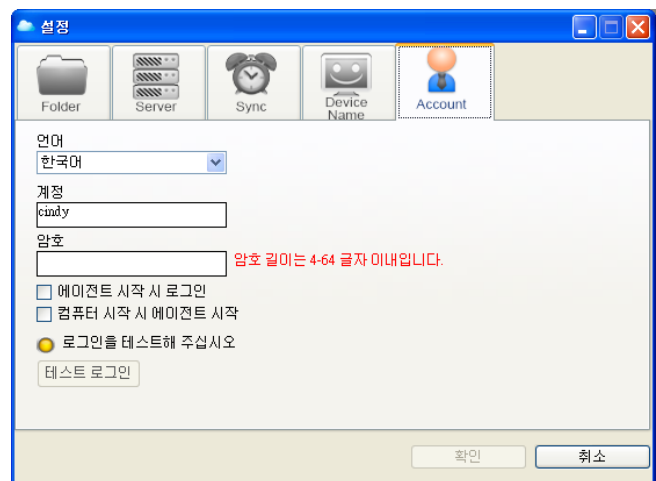 설정
Folder
Server
Sync
Device
Name
Account
언어
한국어
계정
cindy
암호
암호 길이는 4-64 글자 이내입니다.
에이전트 시작 시 로그인
컴퓨터 시작 시 에이전트 시작
로그인을 테스트해 주십시오
테스트 로그인
확인
취소